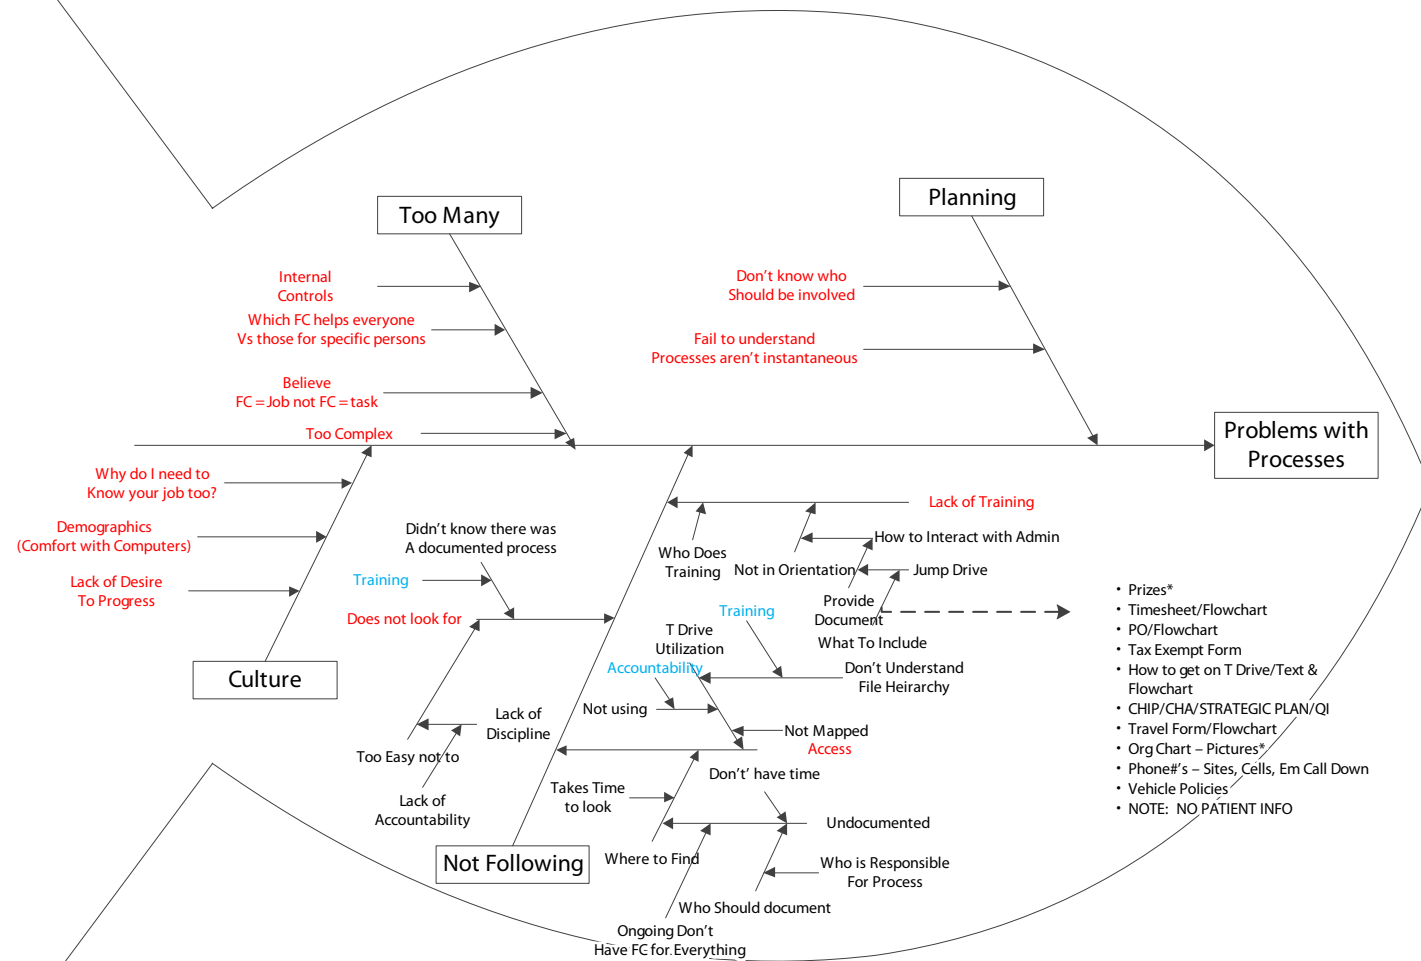 Too Many
Planning
Internal
Controls
Which FC helps everyone
Vs those for specific persons
Believe
FC = Job not FC = task
Too Complex
Don't know who
Should be involved
Fail to understand
Processes aren't instantaneous
Problems with
Processes
Why do I need to
Know your job too?
Demographics
(Comfort with Computers)
Lack of Desire
To Progress
Culture
Didn't know there was
A documented process
Training
Does not look for
Lack of
Discipline
Too Easy not to
Lack of
Accountability
Not Following
Lack of Training
Who Does
Training
Not in Orientation
How to Interact with Admin
Jump Drive
Provide
Document
What To Include
Training
T Drive
Utilization
Accountability
Don't Understand
File Heirarchy
Not using
Not Mapped
Access
Don't' have time
Takes Time
to look
Undocumented
Where to Find
Who is Responsible
For Process
Who Should document
Ongoing Don't
Have FC for Everything
• Prizes*
• Timesheet/Flowchart
• PO/Flowchart
• Tax Exempt Form
• How to get on T Drive/Text &
Flowchart
• CHIP/CHA/STRATEGIC PLAN/QI
• Travel Form/Flowchart
• Org Chart – Pictures*
• Phone#'s – Sites, Cells, Em Call Down
• Vehicle Policies
• NOTE: NO PATIENT INFO